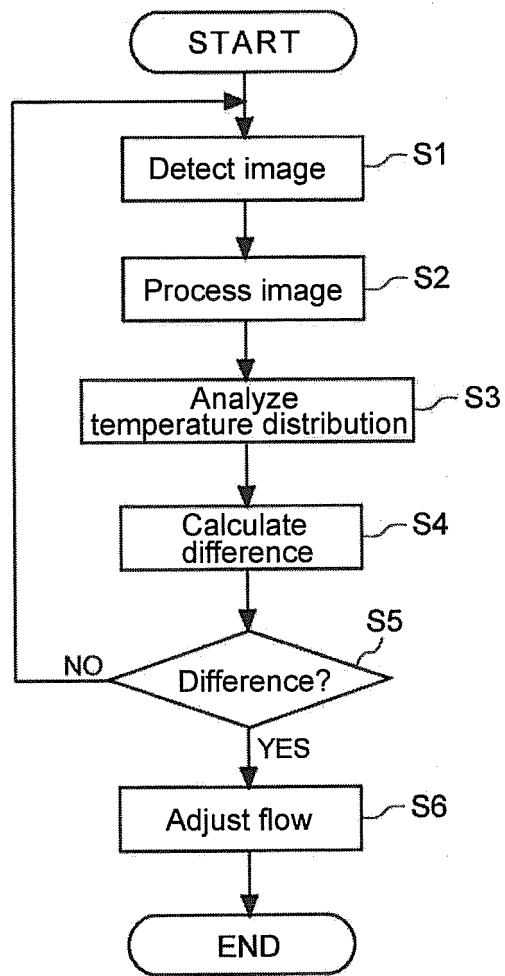 START
Detect image
S1
Process image
S2
Analyze
temperature distribution
S3
Calculate
difference
S4
S5
Difference?
NO
YES
Adjust flow
S6
END